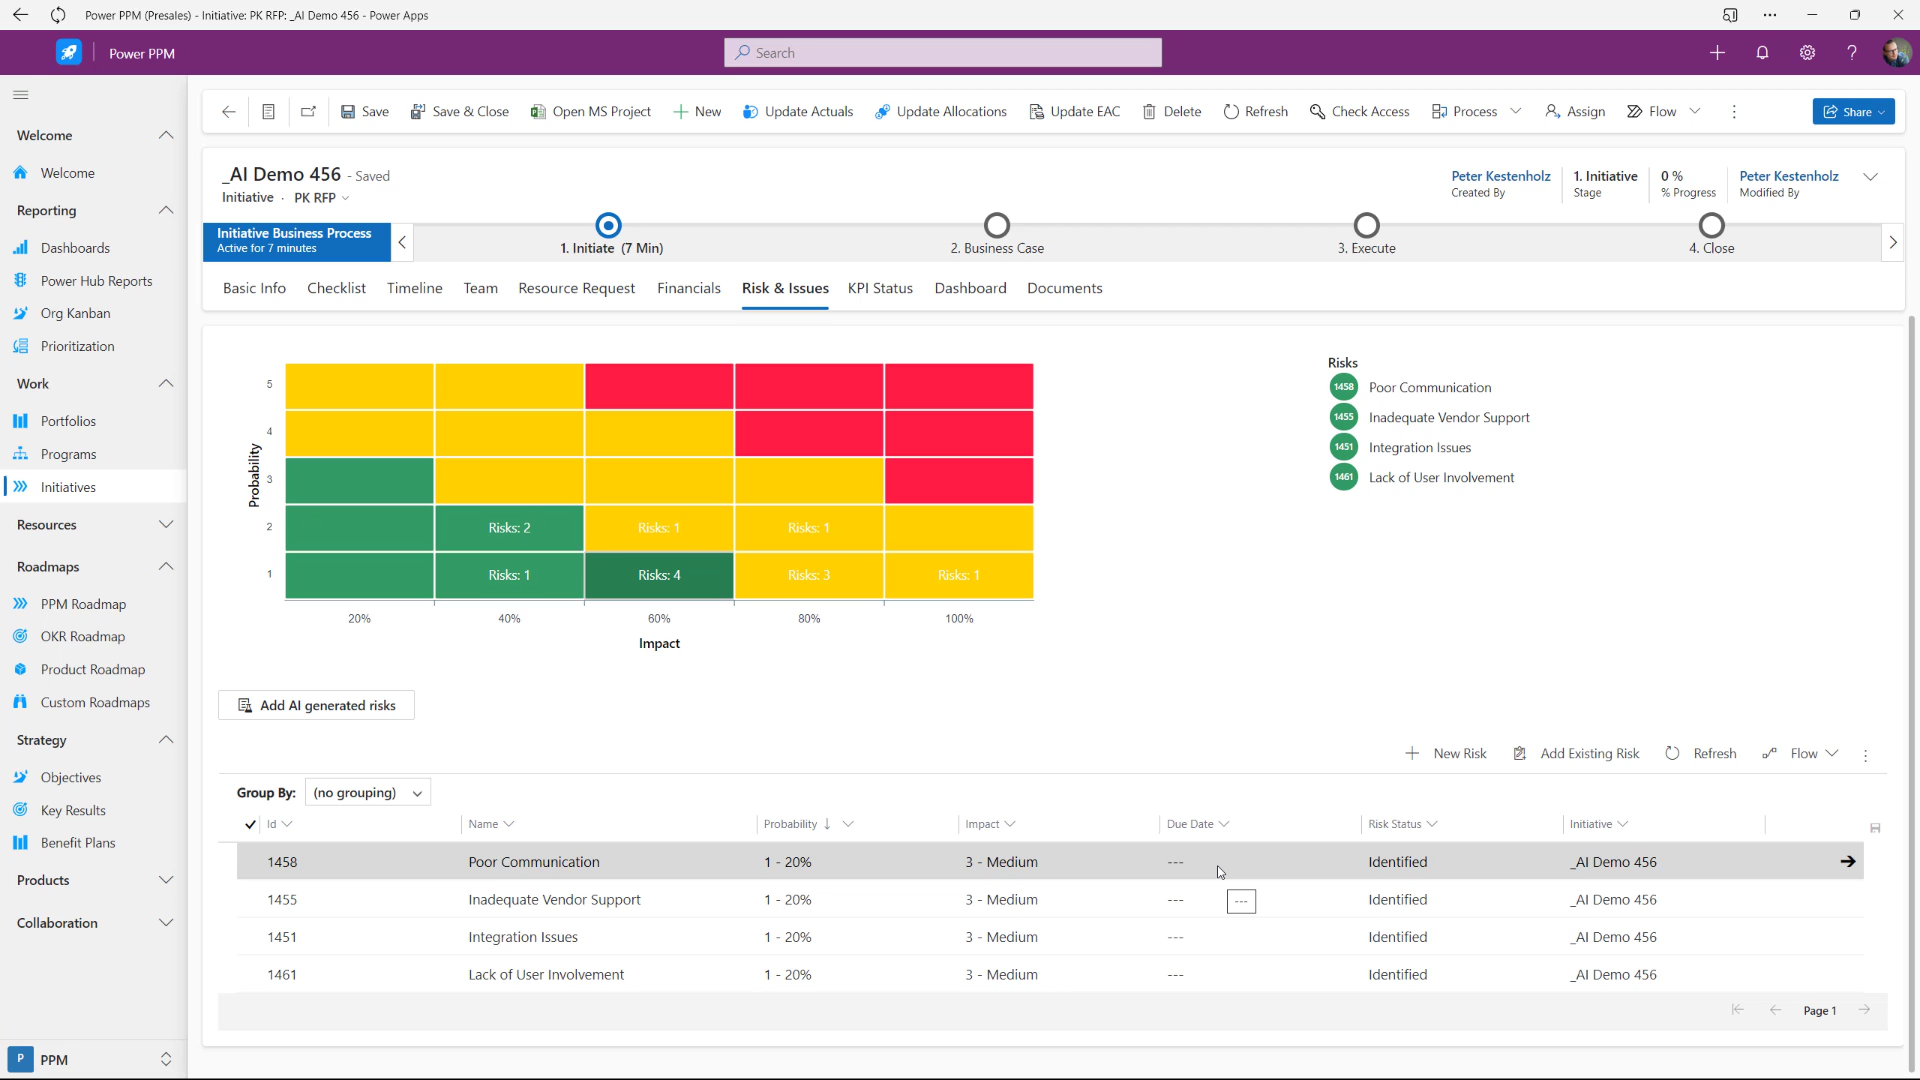 Power PPM (Presales) - Initiative: PK RFP: _AI Demo 456 - Power Apps
Power PPM
Search
Save
Save & Close
Open MS Project
New
Update Actuals
Update Allocations
Update EAC
Delete
Refresh
Check Access
Process
Assign
Flow
Share
Welcome
Welcome
Reporting
Dashboards
Power Hub Reports
Org Kanban
Prioritization
Work
Portfolios
Programs
Initiatives
Resources
Roadmaps
PPM Roadmap
OKR Roadmap
Product Roadmap
Custom Roadmaps
Strategy
Objectives
Key Results
Benefit Plans
Products
Collaboration
P PPM
_AI Demo 456 - Saved
Initiative · PK RFP
Peter Kestenholz
Created By
1. Initiative
Stage
0 %
% Progress
Peter Kestenholz
Modified By
Initiative Business Process
Active for 7 minutes
1. Initiate (7 Min)
2. Business Case
3. Execute
4. Close
Basic Info Checklist Timeline Team Resource Request Financials Risk & Issues KPI Status Dashboard Documents
Probability
5
4
3
2 Risks: 2 Risks: 1 Risks: 1
1 Risks: 1 Risks: 4 Risks: 3 Risks: 1
20% 40% 60% 80% 100%
Impact
Risks
1458 Poor Communication
1455 Inadequate Vendor Support
1451 Integration Issues
1461 Lack of User Involvement
Add AI generated risks
New Risk Add Existing Risk Refresh Flow
Group By: (no grouping)
Id Name Probability Impact Due Date Risk Status Initiative
1458 Poor Communication 1 - 20% 3 - Medium --- Identified _AI Demo 456
1455 Inadequate Vendor Support 1 - 20% 3 - Medium --- --- Identified _AI Demo 456
1451 Integration Issues 1 - 20% 3 - Medium --- Identified _AI Demo 456
1461 Lack of User Involvement 1 - 20% 3 - Medium --- Identified _AI Demo 456
Page 1